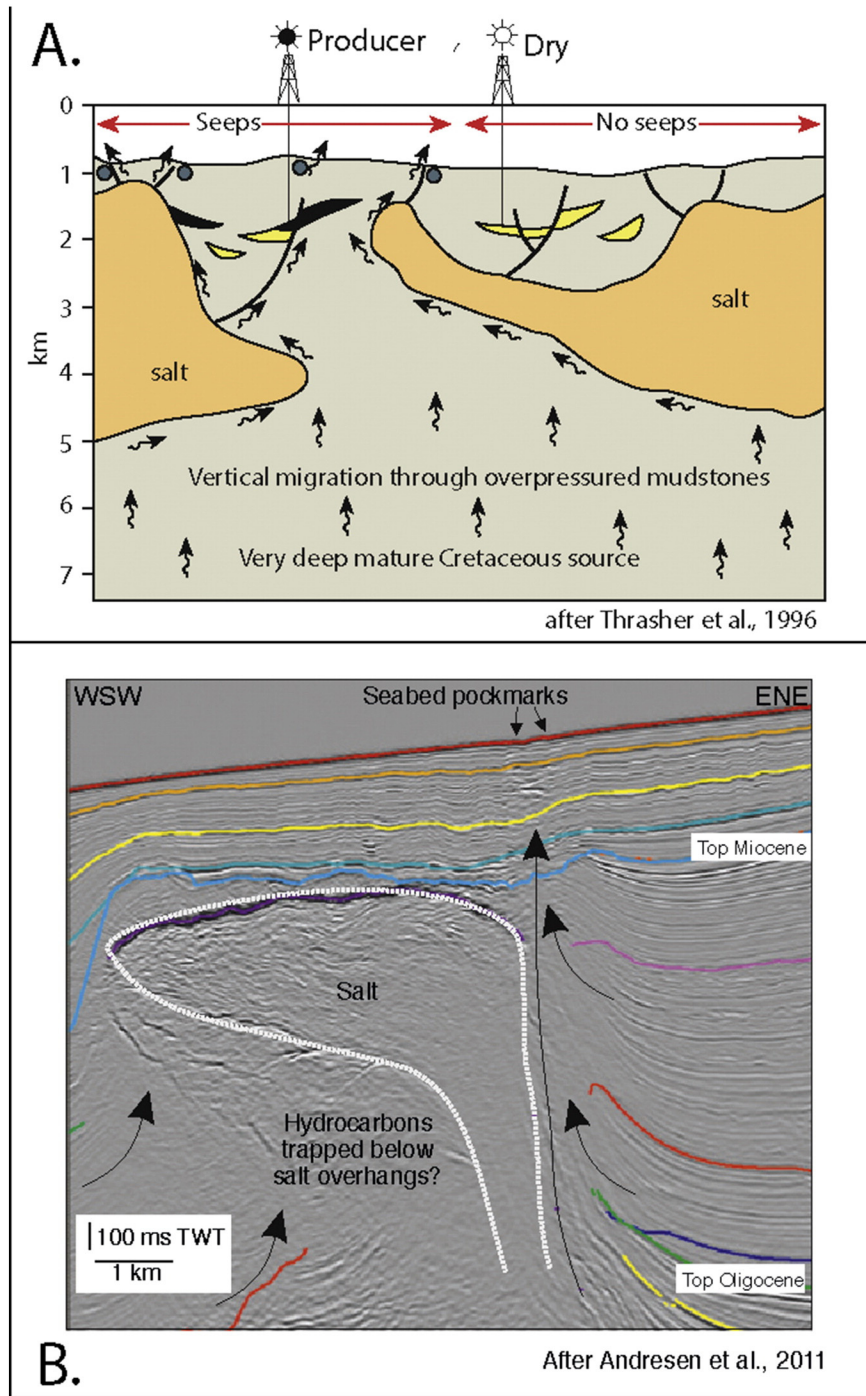 A.
Producer
Dry
0
Seeps
No seeps
1
2
3
km
salt
salt
4
5
Vertical migration through overpressured mudstones
6
Very deep mature Cretaceous source
7
after Thrasher et al., 1996
WSW
Seabed pockmarks
ENE
Top Miocene
Salt
Hydrocarbons
trapped below
salt overhangs?
100 ms TWT
1 km
Top Oligocene
B.
After Andresen et al., 2011